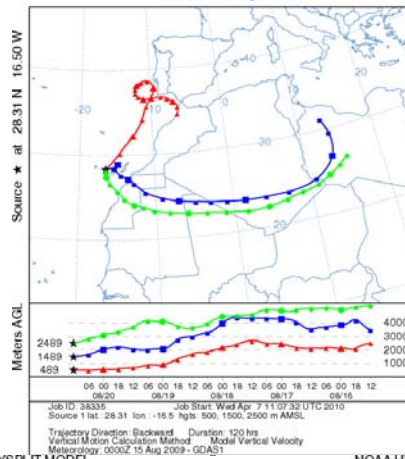 Source ★ at 28.31 N 16.50 W
-20
-10
0
-40
20
-30
20
Meters AGL
2489
1489
489
4000
3000
2000
1000
06 00 18 12 06 00 18 12 06 00 18 12 06 00 18 12 06 00 18 12
08/20 08/19 08/18 08/17 08/16
Job ID: 38335 Job Start: Wed Apr 7 11:07:32 UTC 2010
Source 1 lat.: 28.31 lon.: -16.5 hgts: 500, 1500, 2500 m AMSL
Trajectory Direction: Backward Duration: 120 hrs
Vertical Motion Calculation Method: Model Vertical Velocity
Meteorology: 0000Z 15 Aug 2009 - GDAS1